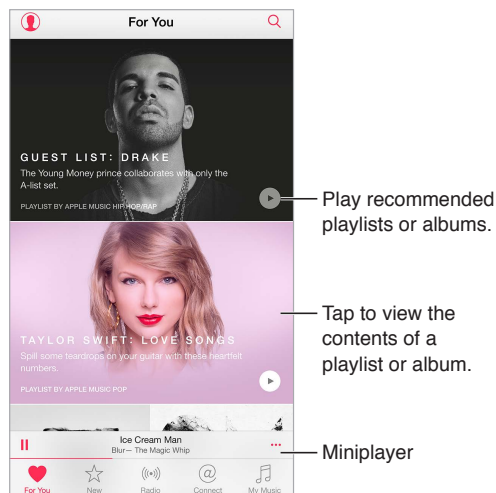 For You
GUEST LIST: DRAKE
The Young Money prince collaborates with only the
A-list set.
PLAYLIST BY APPLE MUSIC HIP HOP/RAP
Play recommended
playlists or albums.
TAYLOR SWIFT: LOVE SONGS
Spill some teardrops on your guitar with these heartfelt
numbers.
PLAYLIST BY APPLE MUSIC POP
Tap to view the
contents of a
playlist or album.
Ice Cream Man
Blur— The Magic Whip
Miniplayer
For You
New
Radio
Connect
My Music